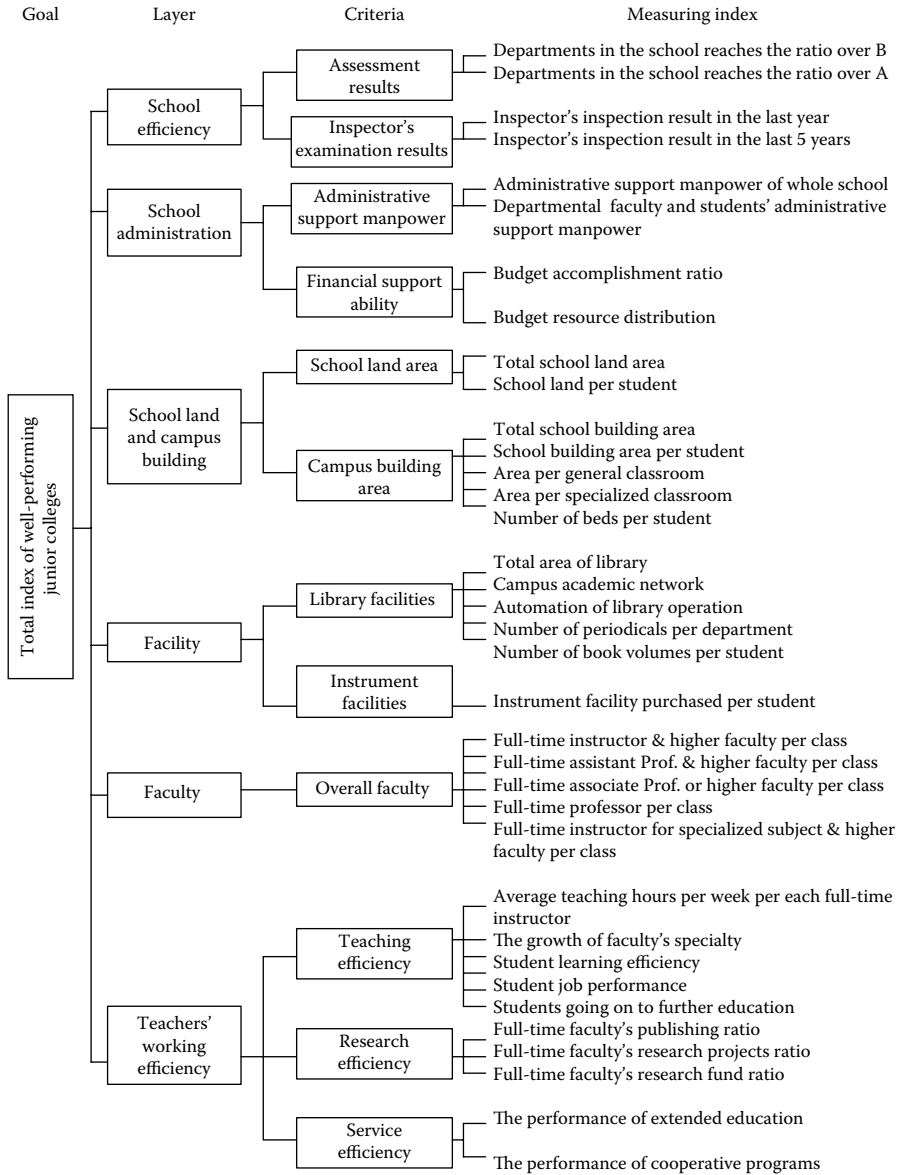 Goal
Layer
Criteria
Measuring index
Total index of well-performing
junior colleges
School
efficiency
Assessment
results
Departments in the school reaches the ratio over B
Departments in the school reaches the ratio over A
Inspector's
examination results
Inspector's inspection result in the last year
Inspector's inspection result in the last 5 years
School
administration
Administrative
support manpower
Administrative support manpower of whole school
Departmental faculty and students' administrative
support manpower
Financial support
ability
Budget accomplishment ratio
Budget resource distribution
School land
and campus
building
School land area
Total school land area
School land per student
Campus building
area
Total school building area
School building area per student
Area per general classroom
Area per specialized classroom
Number of beds per student
Facility
Library facilities
Total area of library
Campus academic network
Automation of library operation
Number of periodicals per department
Number of book volumes per student
Instrument
facilities
Instrument facility purchased per student
Faculty
Overall faculty
Full-time instructor & higher faculty per class
Full-time assistant Prof. & higher faculty per class
Full-time associate Prof. or higher faculty per class
Full-time professor per class
Full-time instructor for specialized subject & higher
faculty per class
Teachers'
working
efficiency
Teaching
efficiency
Average teaching hours per week per each full-time
instructor
The growth of faculty's specialty
Student learning efficiency
Student job performance
Students going on to further education
Research
efficiency
Full-time faculty's publishing ratio
Full-time faculty's research projects ratio
Full-time faculty's research fund ratio
Service
efficiency
The performance of extended education
The performance of cooperative programs